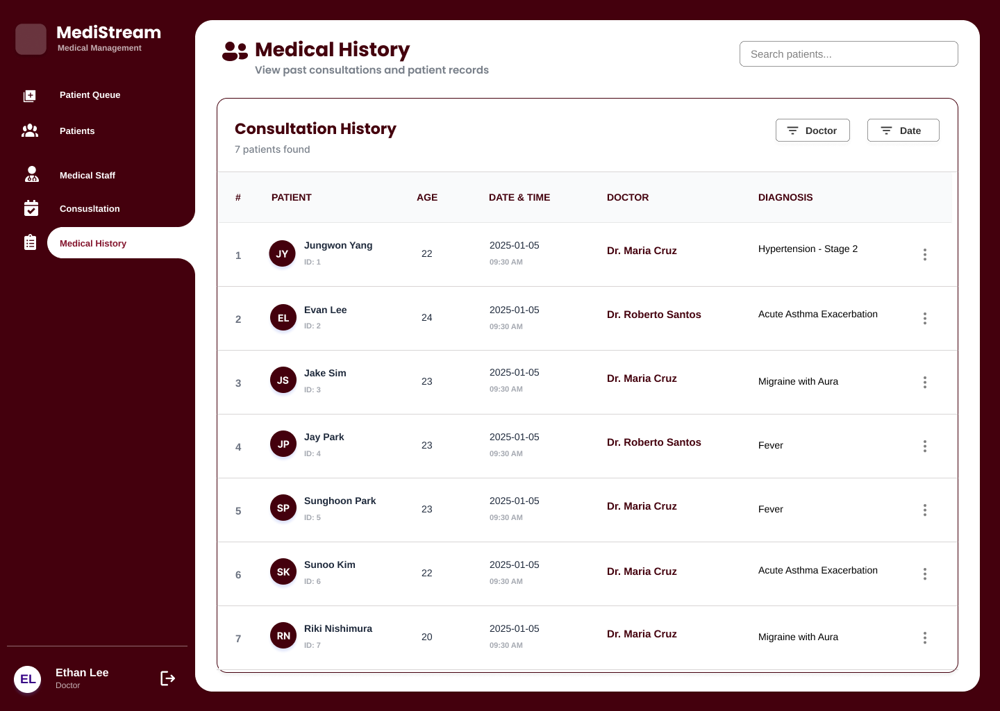 MediStream
Medical Management
Patient Queue
Patients
Medical Staff
Consusltation
Medical History
Ethan Lee
EL
Doctor
Medical History
View past consultations and patient records
Search patients...
Consultation History
7 patients found
Doctor
Date
# PATIENT AGE DATE & TIME DOCTOR DIAGNOSIS
1 JY Jungwon Yang 22 2025-01-05 Dr. Maria Cruz Hypertension - Stage 2
ID: 1 09:30 AM
2 EL Evan Lee 24 2025-01-05 Dr. Roberto Santos Acute Asthma Exacerbation
ID: 2 09:30 AM
3 JS Jake Sim 23 2025-01-05 Dr. Maria Cruz Migraine with Aura
ID: 3 09:30 AM
4 JP Jay Park 23 2025-01-05 Dr. Roberto Santos Fever
ID: 4 09:30 AM
5 SP Sunghoon Park 23 2025-01-05 Dr. Maria Cruz Fever
ID: 5 09:30 AM
6 SK Sunoo Kim 22 2025-01-05 Dr. Maria Cruz Acute Asthma Exacerbation
ID: 6 09:30 AM
7 RN Riki Nishimura 20 2025-01-05 Dr. Maria Cruz Migraine with Aura
ID: 7 09:30 AM